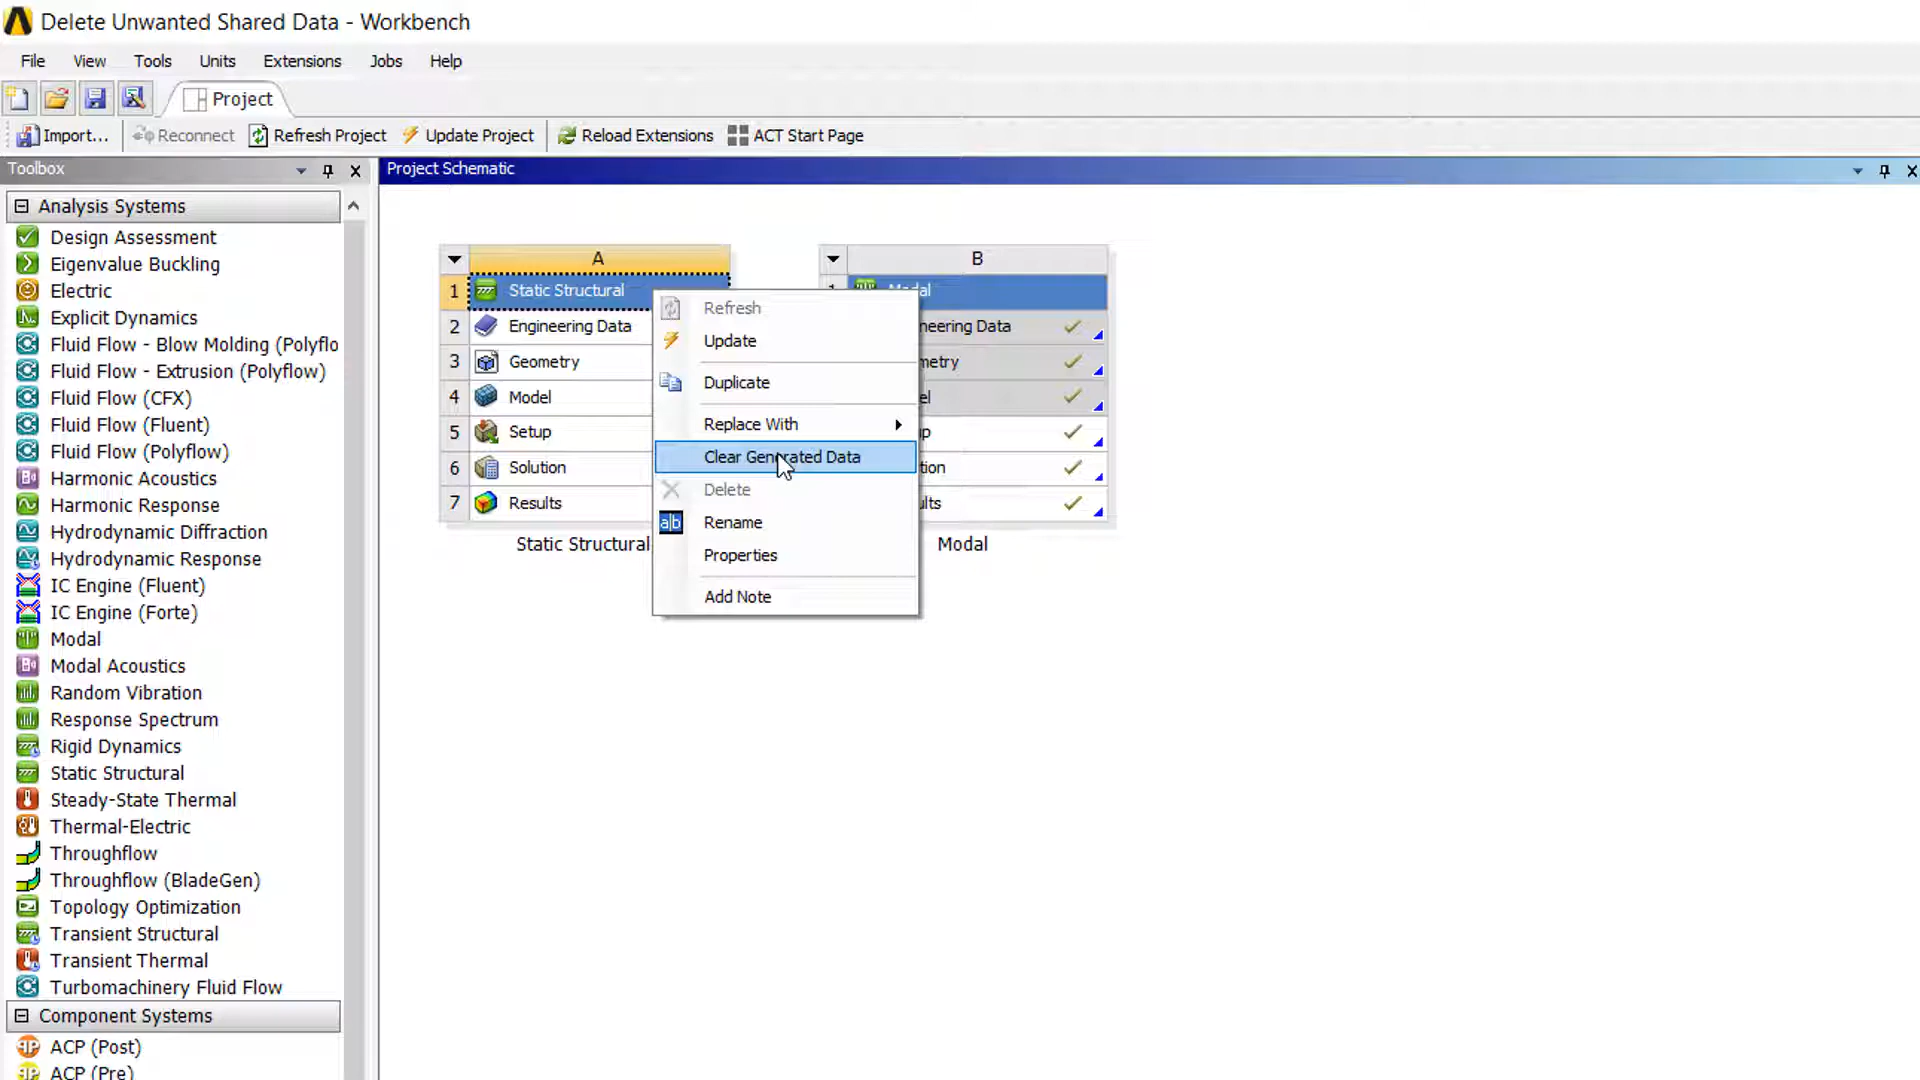 Delete Unwanted Shared Data - Workbench
File View Tools Units Extensions Jobs Help
Project
Import... Reconnect Refresh Project Update Project Reload Extensions ACT Start Page
Toolbox
Project Schematic
Analysis Systems
Design Assessment
Eigenvalue Buckling
Electric
Explicit Dynamics
Fluid Flow - Blow Molding (Polyflo
Fluid Flow - Extrusion (Polyflow)
Fluid Flow (CFX)
Fluid Flow (Fluent)
Fluid Flow (Polyflow)
Harmonic Acoustics
Harmonic Response
Hydrodynamic Diffraction
Hydrodynamic Response
IC Engine (Fluent)
IC Engine (Forte)
Modal
Modal Acoustics
Random Vibration
Response Spectrum
Rigid Dynamics
Static Structural
Steady-State Thermal
Thermal-Electric
Throughflow
Throughflow (BladeGen)
Topology Optimization
Transient Structural
Transient Thermal
Turbomachinery Fluid Flow
Component Systems
ACP (Post)
ACP (Pre)
A
1 Static Structural
2 Engineering Data
3 Geometry
4 Model
5 Setup
6 Solution
7 Results
Static Structural
Refresh
Update
Duplicate
Replace With
Clear Generated Data
Delete
Rename
Properties
Add Note
B
Modal
neering Data
metry
el
p
tion
ults
Modal